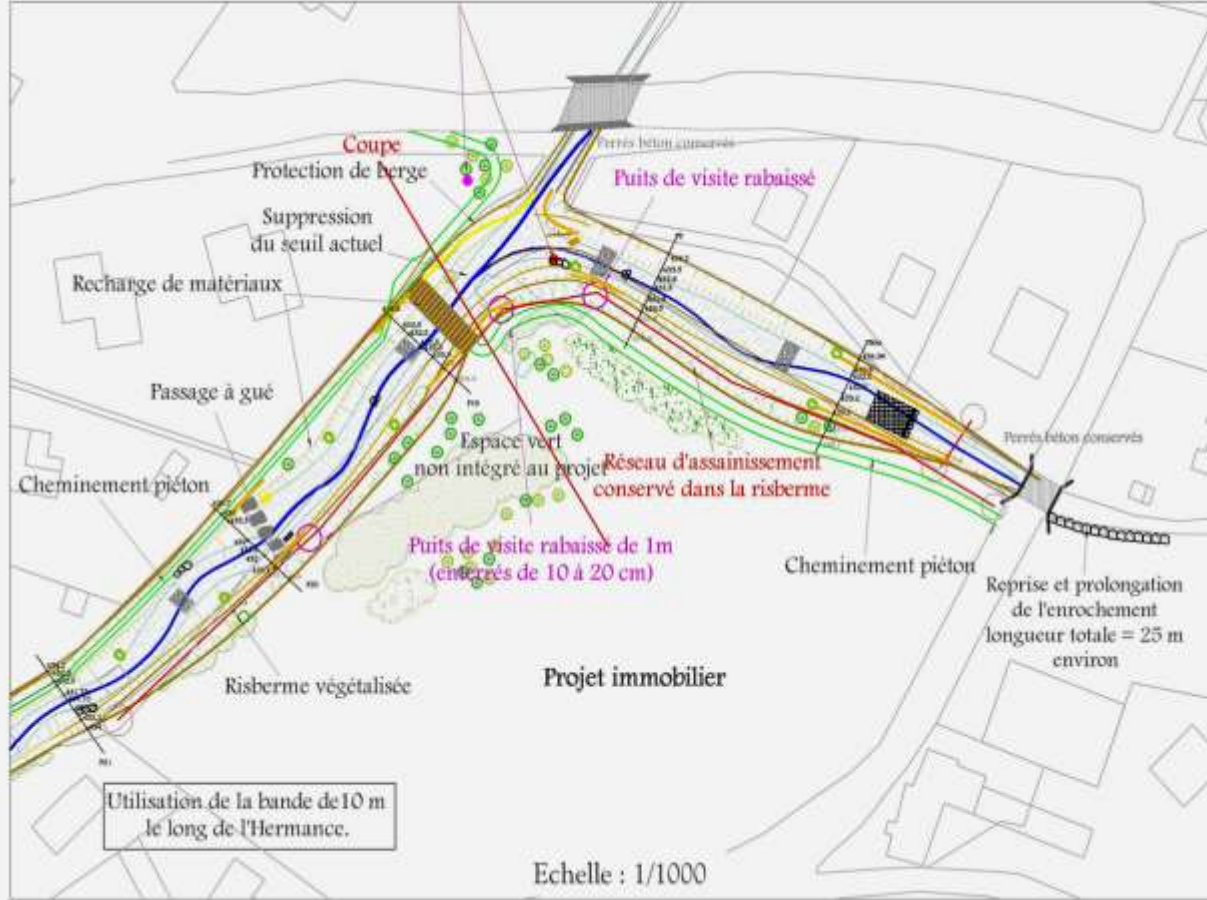 Perrés béton conservés
Coupe
Protection de berge
Puits de visite rabaissé
Suppression
du seuil actuel
Recharge de matériaux
Passage à gué
Cheminement piéton
Espace vert
non intégré au projet
Réseau d'assainissement
conservé dans la risberme
Perrés béton conservés
Puits de visite rabaissé de 1m
(enterrés de 10 à 20 cm)
Cheminement piéton
Reprise et prolongation
de l'enrochement
longueur totale = 25 m
environ
Risberme végétalisée
Projet immobilier
Utilisation de la bande de10 m
le long de l'Hermance.
Echelle : 1/1000